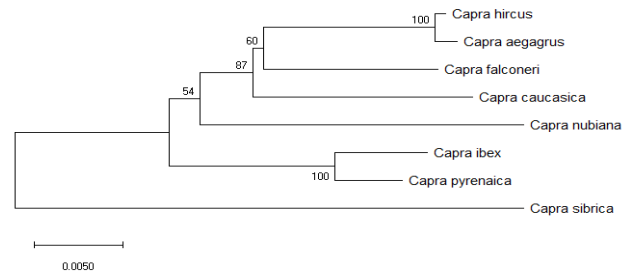 100 Capra hircus
60 Capra aegagrus
87 Capra falconeri
54 Capra caucasica
Capra nubiana
Capra ibex
100 Capra pyrenaica
Capra sibrica
0.0050